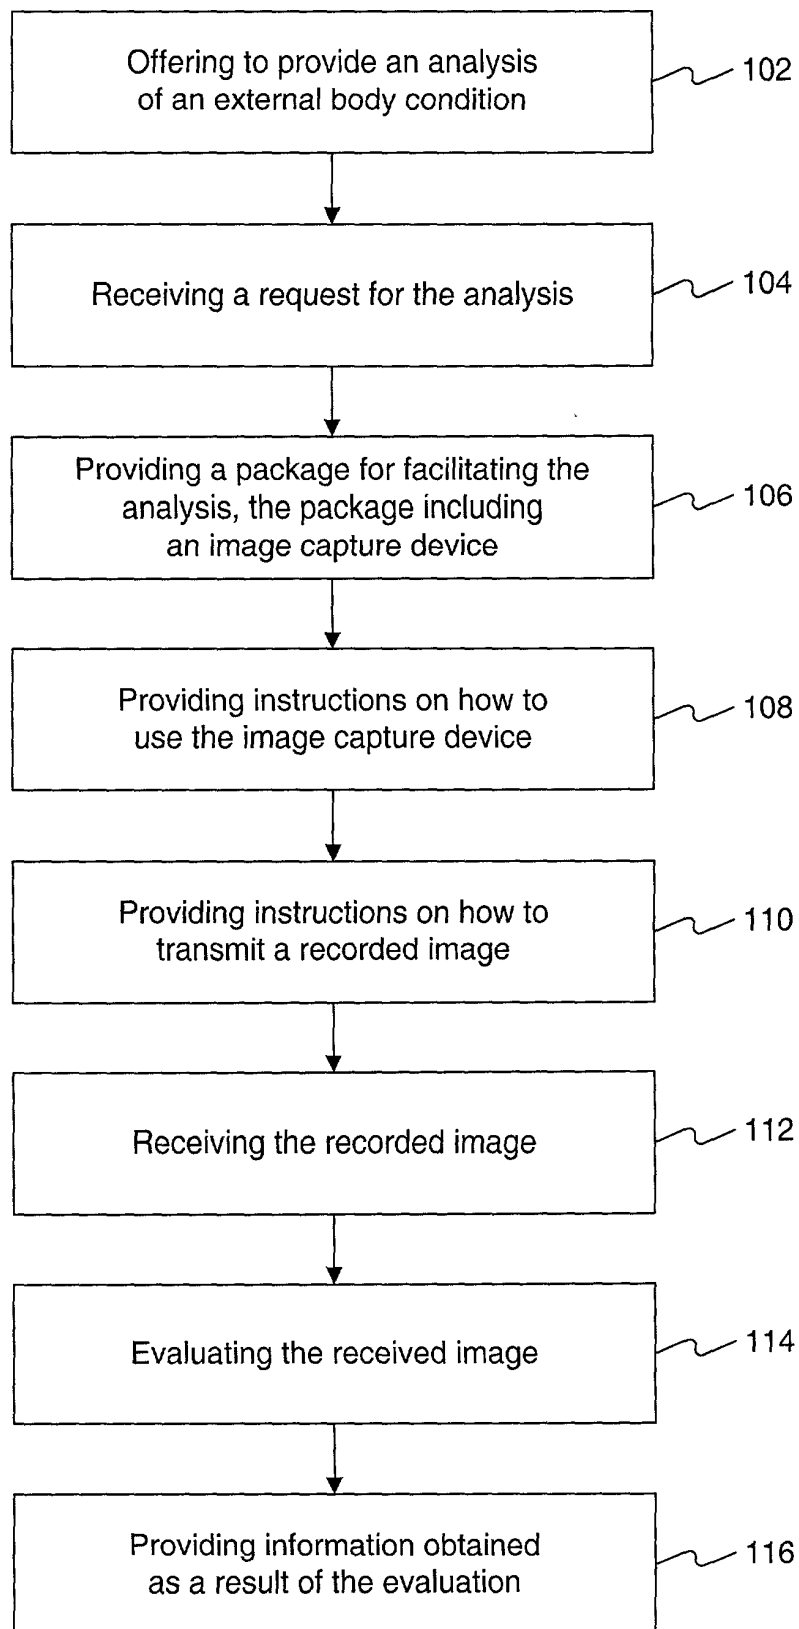 Offering to provide an analysis
of an external body condition
102
Receiving a request for the analysis
104
Providing a package for facilitating the
analysis, the package including
an image capture device
106
Providing instructions on how to
use the image capture device
108
Providing instructions on how to
transmit a recorded image
110
Receiving the recorded image
112
Evaluating the received image
114
Providing information obtained
as a result of the evaluation
116